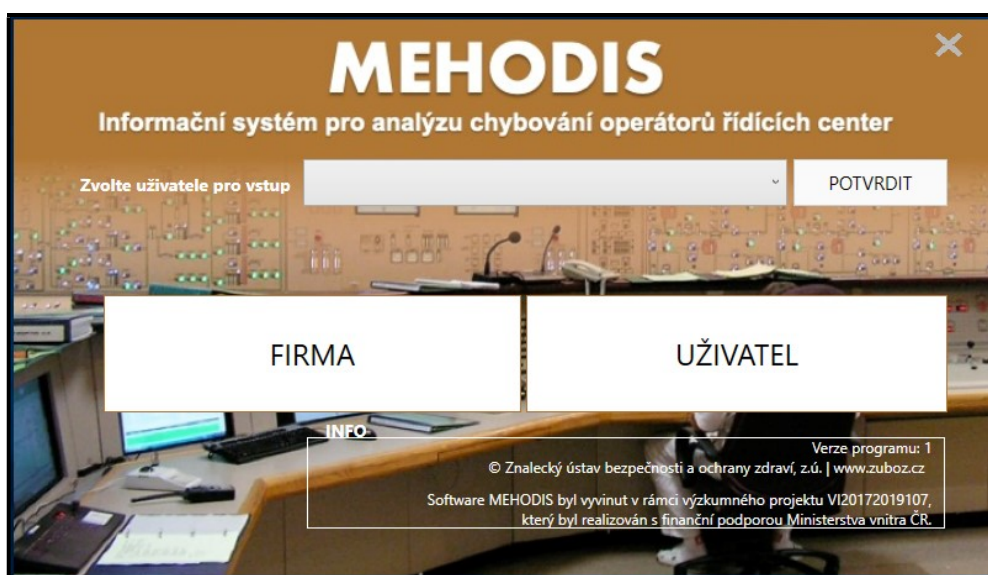 MEHODIS
Informační systém pro analýzu chybování operátorů řídících center
Zvolte uživatele pro vstup
POTVRDIT
FIRMA
UŽIVATEL
INFO
Verze programu: 1
© Znalecký ústav bezpečnosti a ochrany zdraví, z.ú. | www.zuboz.cz
Software MEHODIS byl vyvinut v rámci výzkumného projektu VI20172019107,
který byl realizován s finanční podporou Ministerstva vnitra ČR.